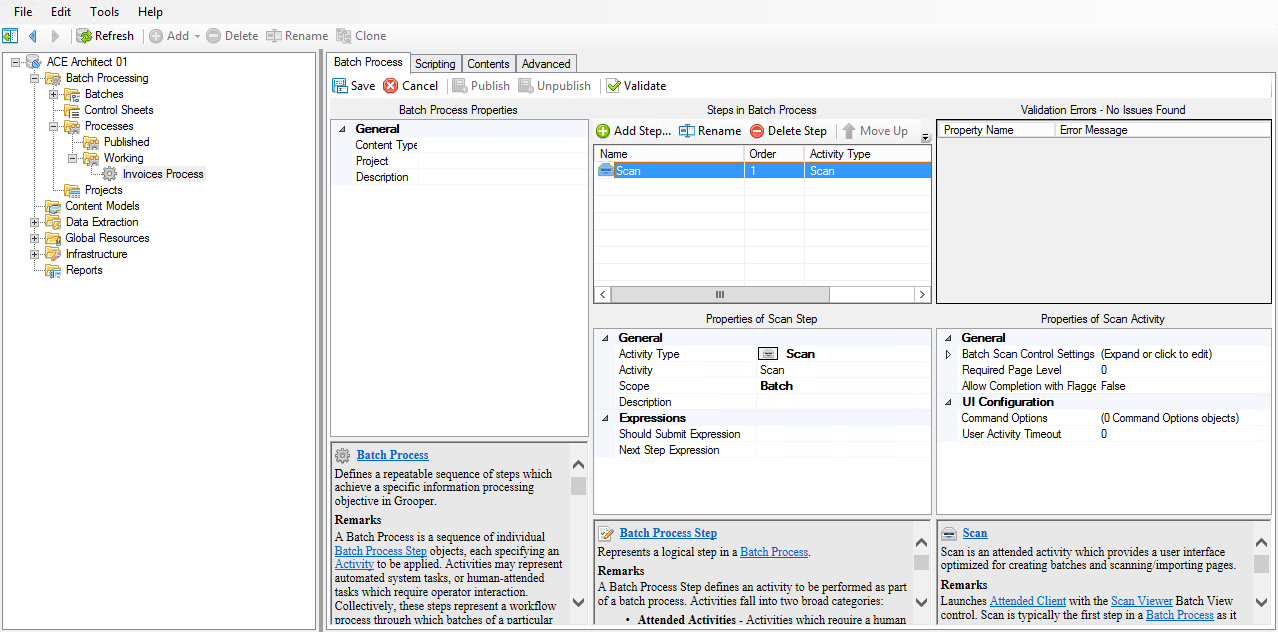 File Edit Tools Help
Refresh Add Delete Rename Clone
ACE Architect 01
Batch Processing
Batches
Control Sheets
Processes
Published
Working
Invoices Process
Projects
Content Models
Data Extraction
Global Resources
Infrastructure
Reports
Batch Process Scripting Contents Advanced
Save Cancel Publish Unpublish Validate
Batch Process Properties
General
Content Type
Project
Description
Batch Process
Defines a repeatable sequence of steps which
achieve a specific information processing
objective in Grooper.
Remarks
A Batch Process is a sequence of individual
Batch Process Step objects, each specifying an
Activity to be applied. Activities may represent
automated system tasks, or human-attended
tasks which require operator interaction.
Collectively, these steps represent a workflow
process through which batches of a particular
Steps in Batch Process
Add Step... Rename Delete Step Move Up
Name Order Activity Type
Scan 1 Scan
Properties of Scan Step
General
Activity Type Scan
Activity Scan
Scope Batch
Description
Expressions
Should Submit Expression
Next Step Expression
Batch Process Step
Represents a logical step in a Batch Process.
Remarks
A Batch Process Step defines an activity to be performed as part
of a batch process. Activities fall into two broad categories:
• Attended Activities - Activities which require a human
Validation Errors - No Issues Found
Property Name Error Message
Properties of Scan Activity
General
Batch Scan Control Settings (Expand or click to edit)
Required Page Level 0
Allow Completion with Flagge False
UI Configuration
Command Options (0 Command Options objects)
User Activity Timeout 0
Scan
Scan is an attended activity which provides a user interface
optimized for creating batches and scanning/importing pages.
Remarks
Launches Attended Client with the Scan Viewer Batch View
control. Scan is typically the first step in a Batch Process as it